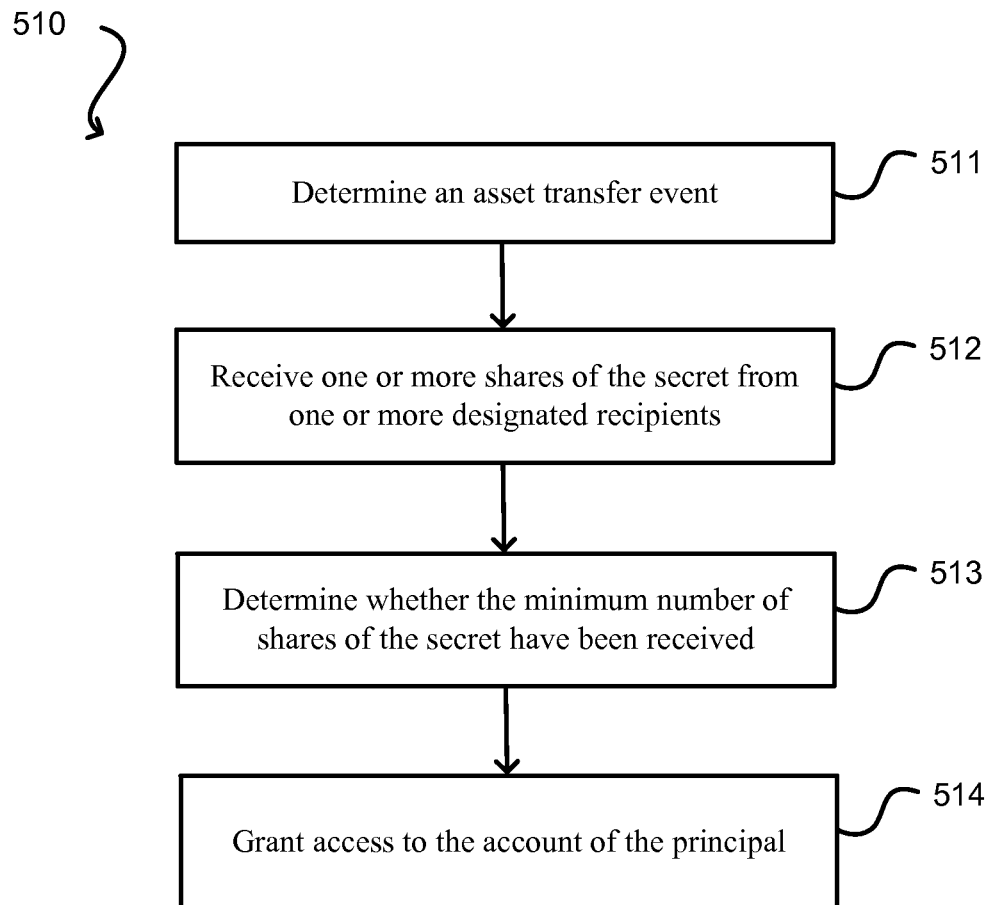 510
Determine an asset transfer event
511
Receive one or more shares of the secret from
one or more designated recipients
512
Determine whether the minimum number of
shares of the secret have been received
513
Grant access to the account of the principal
514